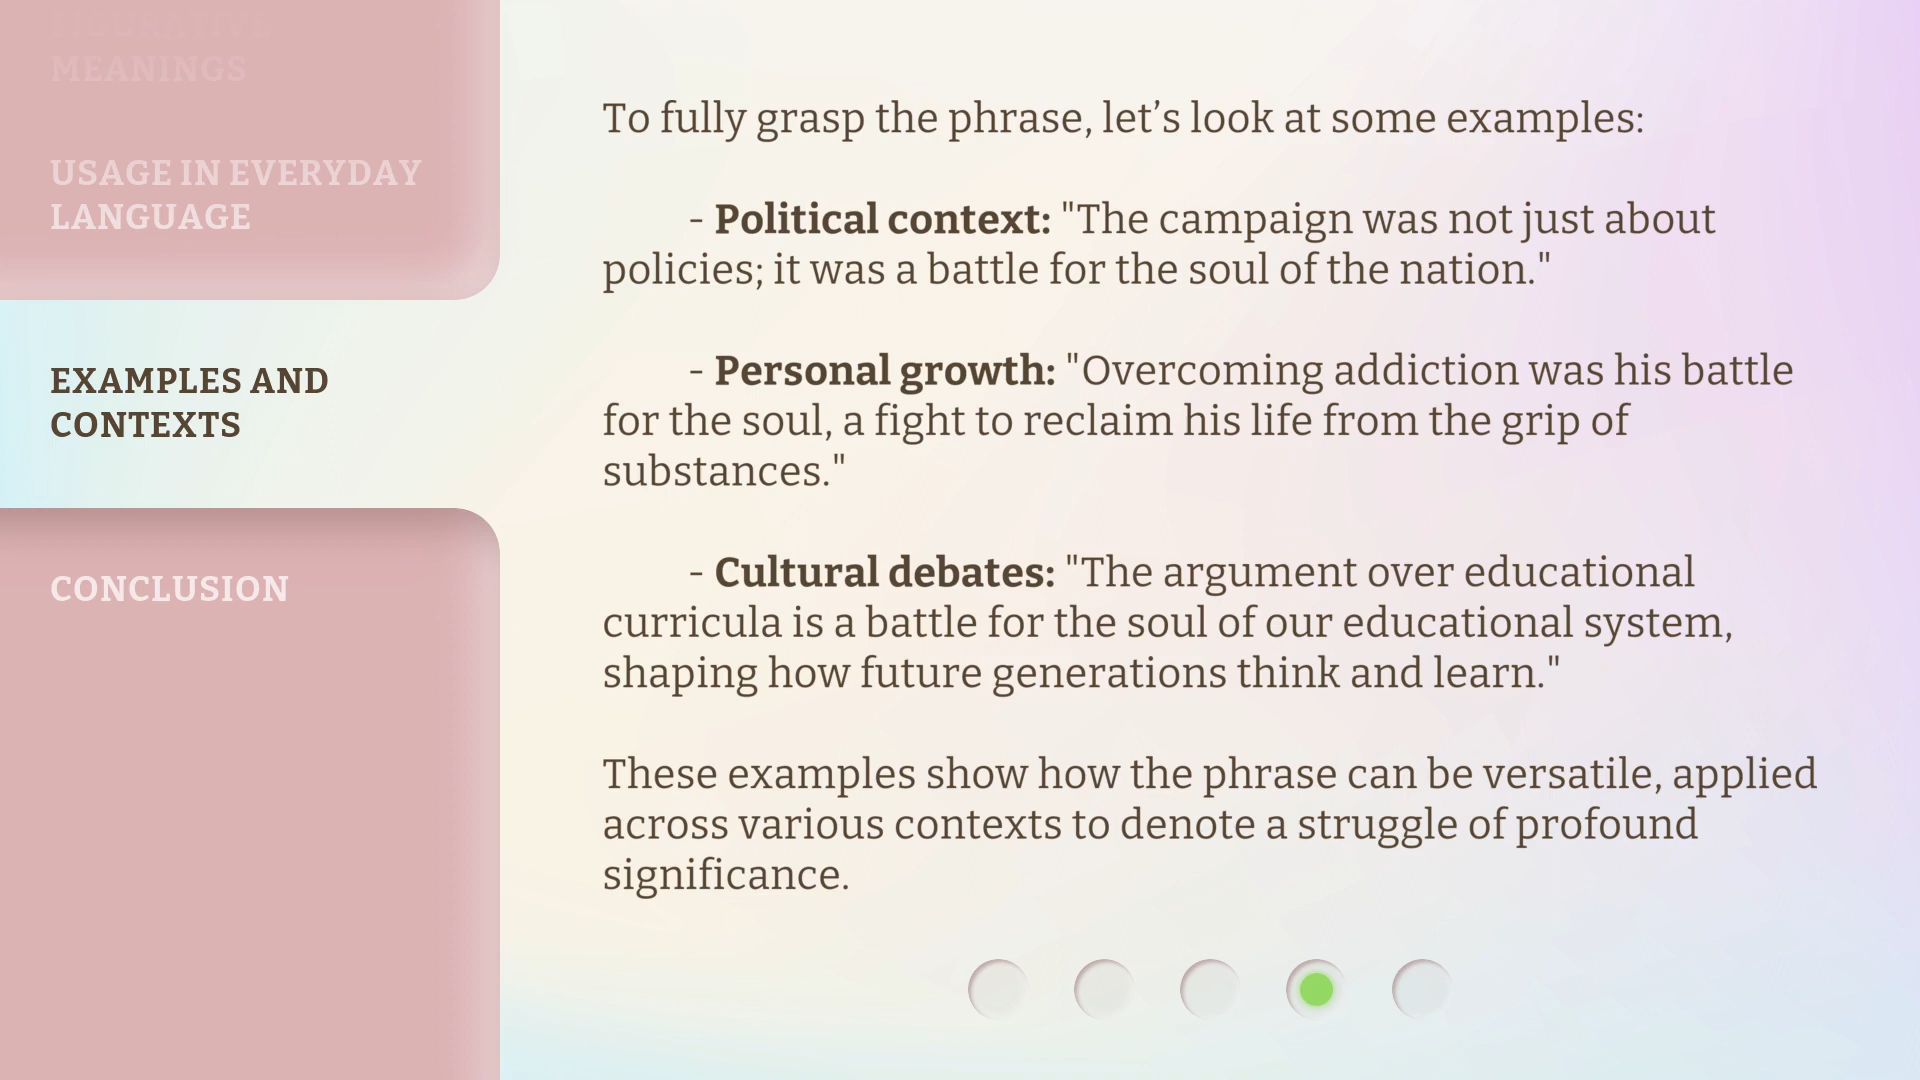 FIGURATIVE
MEANINGS
USAGE IN EVERYDAY
LANGUAGE
EXAMPLES AND
CONTEXTS
CONCLUSION
To fully grasp the phrase, let’s look at some examples:
- Political context: "The campaign was not just about
policies; it was a battle for the soul of the nation."
- Personal growth: "Overcoming addiction was his battle
for the soul, a fight to reclaim his life from the grip of
substances."
- Cultural debates: "The argument over educational
curricula is a battle for the soul of our educational system,
shaping how future generations think and learn."
These examples show how the phrase can be versatile, applied
across various contexts to denote a struggle of profound
significance.